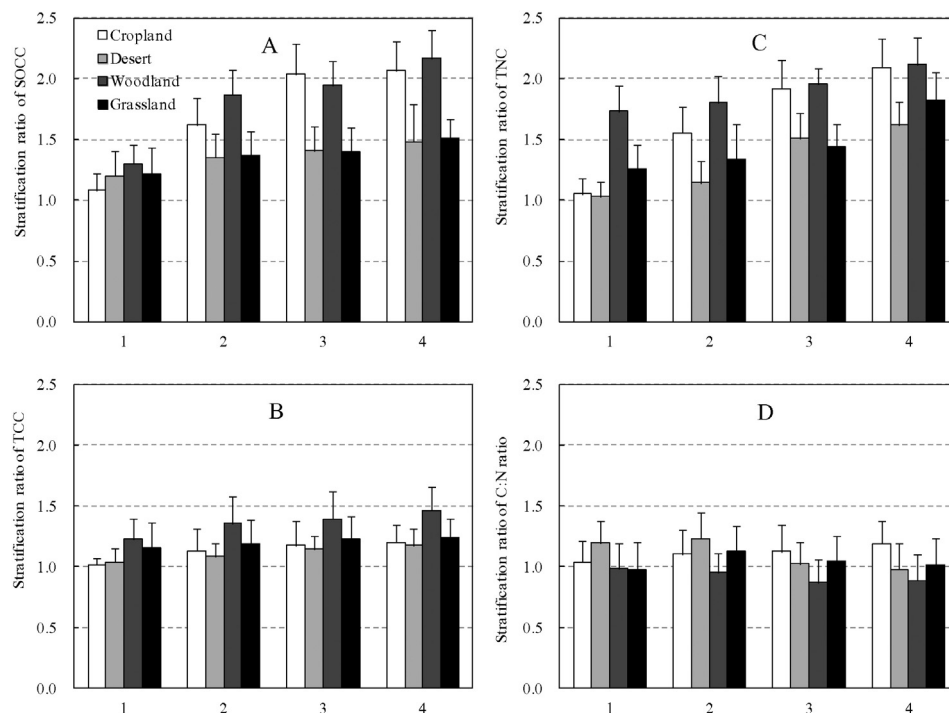 Stratification ratio of SOCC
2.5
2.0
1.5
1.0
0.5
0.0
Cropland
Desert
Woodland
Grassland
A
1 2 3 4
Stratification ratio of TNC
2.5
2.0
1.5
1.0
0.5
0.0
C
1 2 3 4
Stratification ratio of TCC
2.5
2.0
1.5
1.0
0.5
0.0
B
1 2 3 4
Stratification ratio of C:N ratio
2.5
2.0
1.5
1.0
0.5
0.0
D
1 2 3 4